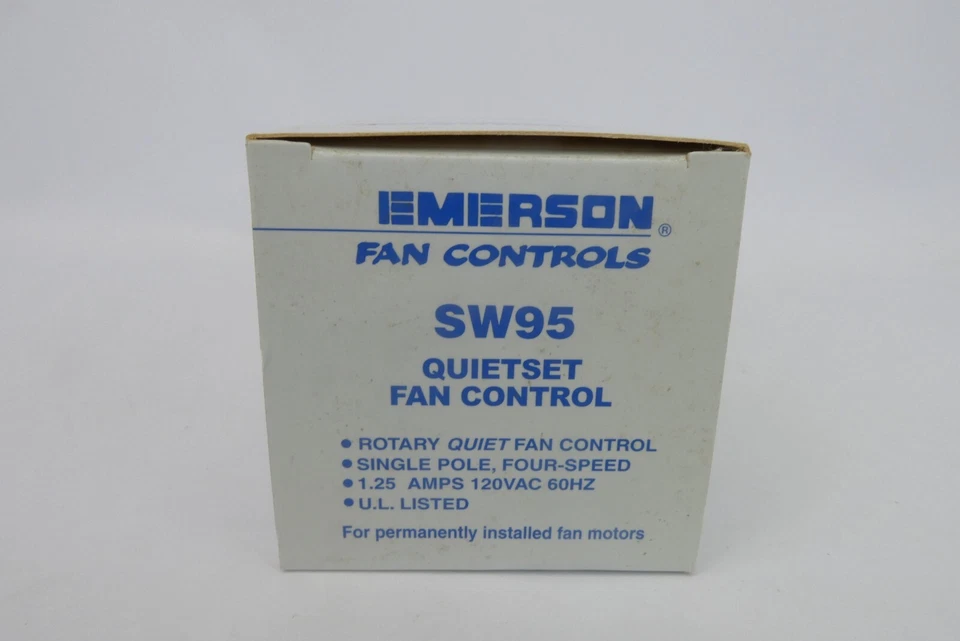 EMERSON®
FAN CONTROLS
SW95
QUIETSET
FAN CONTROL
• ROTARY QUIET FAN CONTROL
• SINGLE POLE, FOUR-SPEED
• 1.25 AMPS 120VAC 60HZ
• U.L. LISTED
For permanently installed fan motors